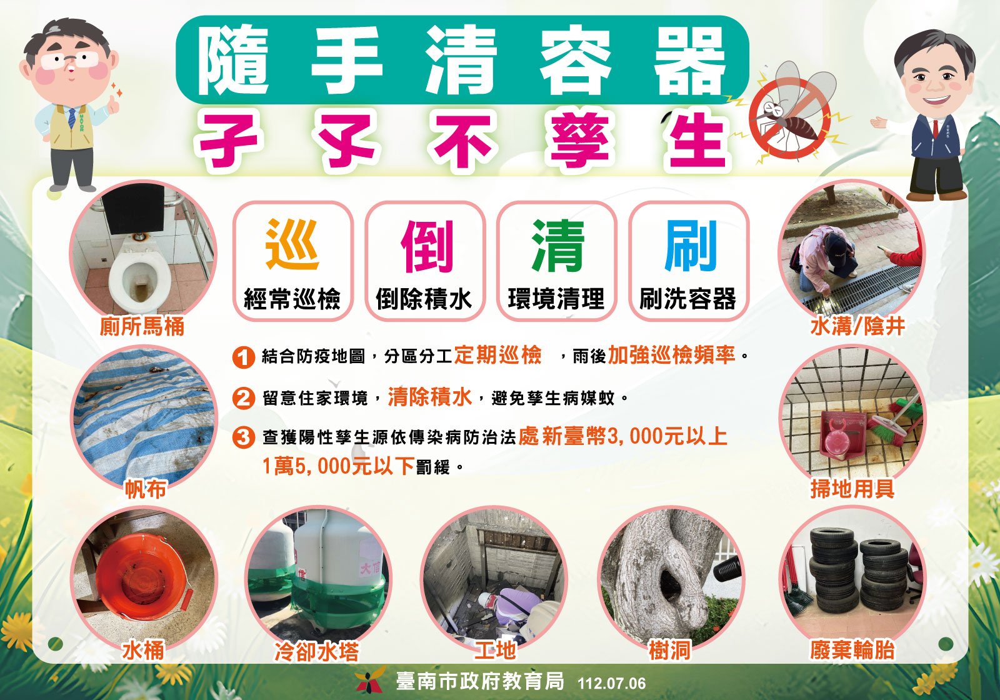 隨手清容器
孑孓不孳生
MAYOR
巡
經常巡檢
倒
倒除積水
清
環境清理
刷
刷洗容器
廁所馬桶
水溝/陰井
1 結合防疫地圖，分區分工定期巡檢 ，雨後加強巡檢頻率。
2 留意住家環境，清除積水，避免孳生病媒蚊。
3 查獲陽性孳生源依傳染病防治法處新臺幣3,000元以上
1萬5,000元以下罰緩。
帆布
掃地用具
信
大信
水桶
冷卻水塔
工地
樹洞
廢棄輪胎
臺南市政府教育局 112.07.06